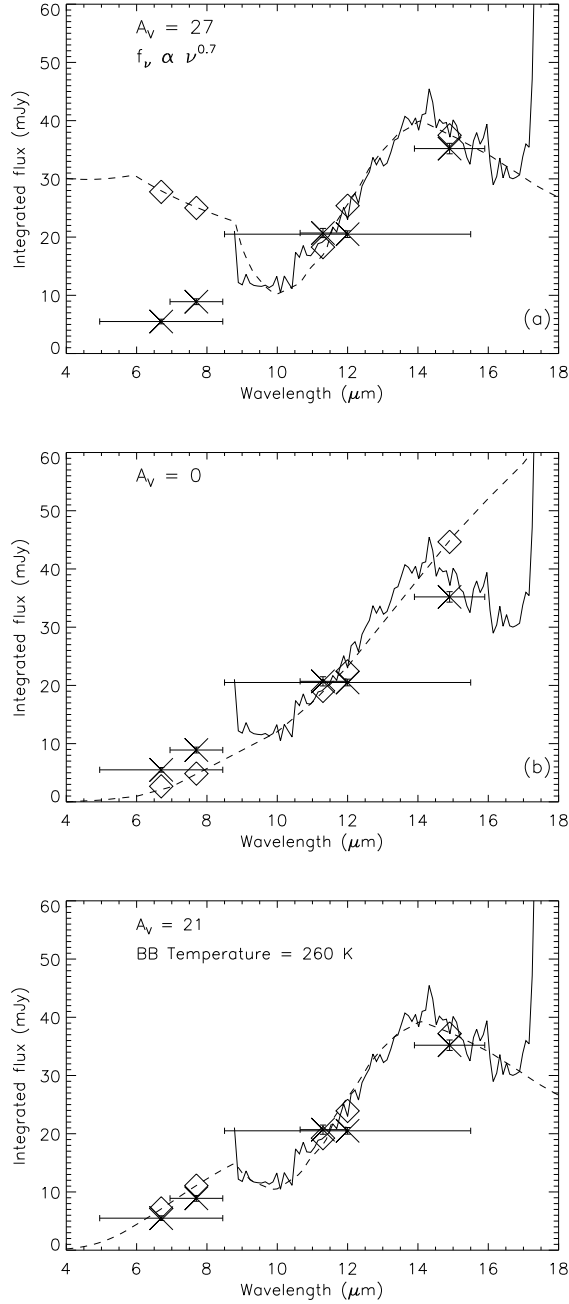 A_V = 27
f_ν α ν^0.7
60
50
40
30
20
10
0
Integrated flux (mJy)
(a)
4 6 8 10 12 14 16 18
Wavelength (μm)
A_V = 0
60
50
40
30
20
10
0
Integrated flux (mJy)
(b)
4 6 8 10 12 14 16 18
Wavelength (μm)
A_V = 21
BB Temperature = 260 K
60
50
40
30
20
10
0
Integrated flux (mJy)
4 6 8 10 12 14 16 18
Wavelength (μm)